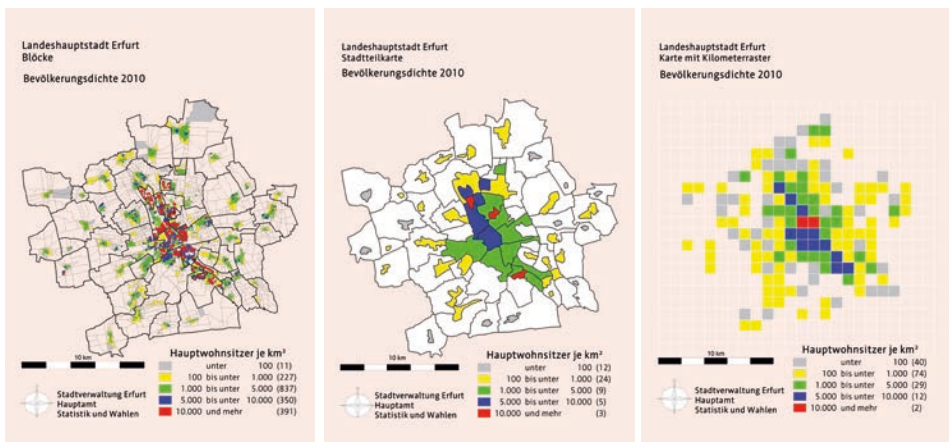 Landeshauptstadt Erfurt
Blöcke
Bevölkerungsdichte 2010
10 km
Hauptwohnsitzer je km²
unter 100 (11)
100 bis unter 1.000 (227)
1.000 bis unter 5.000 (837)
5.000 bis unter 10.000 (350)
10.000 und mehr (391)
Stadtverwaltung Erfurt
Hauptamt
Statistik und Wahlen
Landeshauptstadt Erfurt
Stadtteilkarte
Bevölkerungsdichte 2010
10 km
Hauptwohnsitzer je km²
unter 100 (12)
100 bis unter 1.000 (24)
1.000 bis unter 5.000 (9)
5.000 bis unter 10.000 (5)
10.000 und mehr (3)
Stadtverwaltung Erfurt
Hauptamt
Statistik und Wahlen
Landeshauptstadt Erfurt
Karte mit Kilometerraster
Bevölkerungsdichte 2010
10 km
Hauptwohnsitzer je km²
unter 100 (40)
100 bis unter 1.000 (74)
1.000 bis unter 5.000 (29)
5.000 bis unter 10.000 (12)
10.000 und mehr (2)
Stadtverwaltung Erfurt
Hauptamt
Statistik und Wahlen